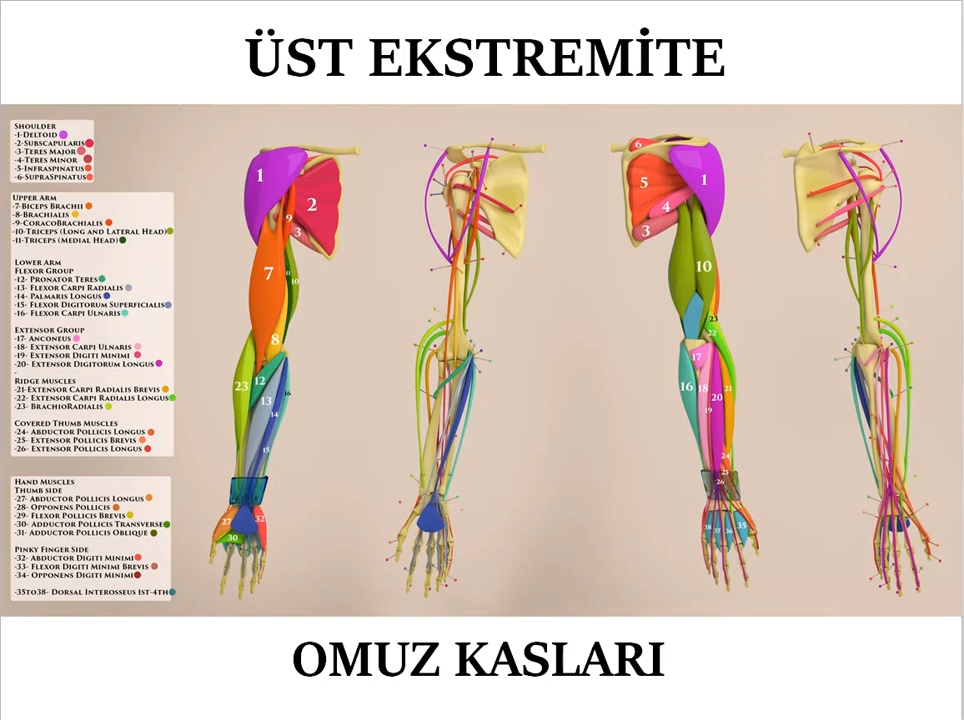 ÜST EKSTREMİTE
SHOULDER
-1-DELTOID
-2-SUBSCAPULARIS
-3-TERES MAJOR
-4-TERES MINOR
-5-INFRASPINATUS
-6-SUPRASPINATUS
UPPER ARM
-7-BICEPS BRACHII
-8-BRACHIALIS
-9-CORACOBRACHIALIS
-10-TRICEPS (LONG AND LATERAL HEAD)
-11-TRICEPS (MEDIAL HEAD)
LOWER ARM
FLEXOR GROUP
-12- PRONATOR TERES
-13- FLEXOR CARPI RADIALIS
-14- PALMARIS LONGUS
-15- FLEXOR DIGITORUM SUPERFICIALIS
-16- FLEXOR CARPI ULNARIS
EXTENSOR GROUP
-17- ANCONEUS
-18- EXTENSOR CARPI ULNARIS
-19- EXTENSOR DIGITI MINIMI
-20- EXTENSOR DIGITORUM LONGUS
-
RIDGE MUSCLES
-21-EXTENSOR CARPI RADIALIS BREVIS
-22- EXTENSOR CARPI RADIALIS LONGUS
-23- BRACHIORADIALIS
COVERED THUMB MUSCLES
-24- ABDUCTOR POLLICIS LONGUS
-25- EXTENSOR POLLICIS BREVIS
-26- EXTENSOR POLLICIS LONGUS
HAND MUSCLES
THUMB SIDE
-27- ABDUCTOR POLLICIS LONGUS
-28- OPPONENS POLLICIS
-29- FLEXOR POLLICIS BREVIS
-30- ADDUCTOR POLLICIS TRANSVERSE
-31- ADDUCTOR POLLICIS OBLIQUE
PINKY FINGER SIDE
-32- ABDUCTOR DIGITI MINIMI
-33- FLEXOR DIGITI MINIMI BREVIS
-34- OPPONENS DIGITI MINIMI
-35TO38- DORSAL INTEROSSEUS 1ST-4TH
1
2
9
3
7
11
10
8
23
12
16
13
14
15
27
32
30
6
5
1
4
3
10
23
22
17
16
18
21
20
19
24
25
26
38
37
36
35
OMUZ KASLARI